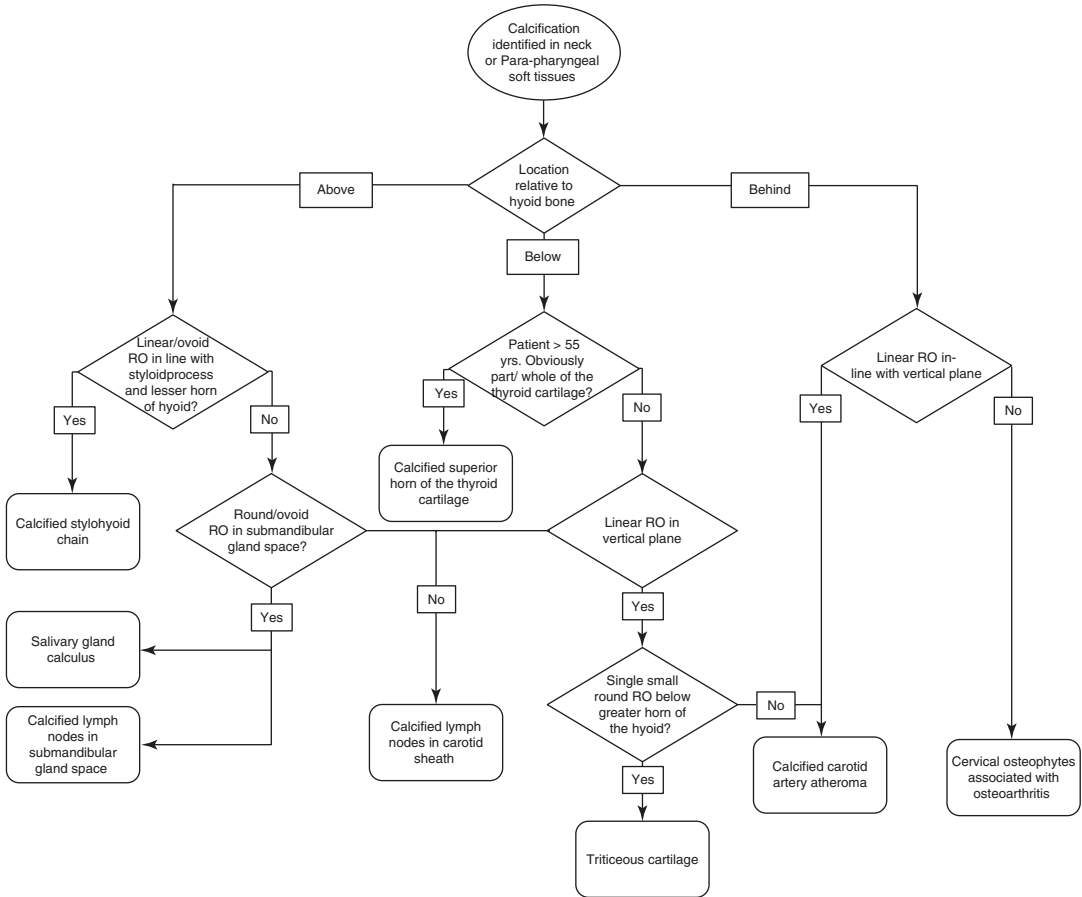 Calcification
identified in neck
or Para-pharyngeal
soft tissues
Location
relative to
hyoid bone
Above
Behind
Below
Linear/ovoid
RO in line with
styloidprocess
and lesser horn
of hyoid?
Patient > 55
yrs. Obviously
part/ whole of the
thyroid cartilage?
Linear RO in-
line with vertical plane
Yes
No
Yes
No
Yes
No
Calcified stylohyoid
chain
Round/ovoid
RO in submandibular
gland space?
Calcified superior
horn of the thyroid
cartilage
Linear RO in
vertical plane
Yes
No
Yes
Salivary gland
calculus
Calcified lymph
nodes in
submandibular
gland space
Calcified lymph
nodes in carotid
sheath
Single small
round RO below
greater horn of
the hyoid?
No
Yes
Calcified carotid
artery atheroma
Cervical osteophytes
associated with
osteoarthritis
Triticeous cartilage